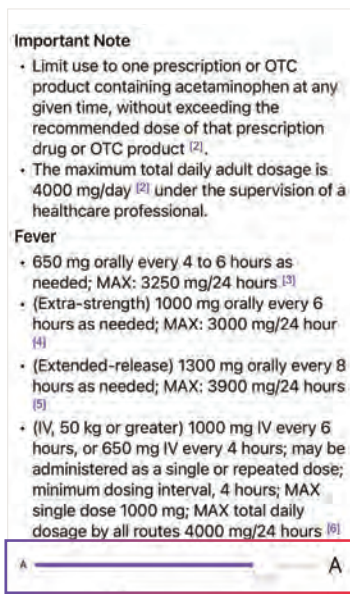 Important Note
• Limit use to one prescription or OTC
product containing acetaminophen at any
given time, without exceeding the
recommended dose of that prescription
drug or OTC product [2].
• The maximum total daily adult dosage is
4000 mg/day [2] under the supervision of a
healthcare professional.
Fever
• 650 mg orally every 4 to 6 hours as
needed; MAX: 3250 mg/24 hours [3]
• (Extra-strength) 1000 mg orally every 6
hours as needed; MAX: 3000 mg/24 hour
[4]
• (Extended-release) 1300 mg orally every 8
hours as needed; MAX: 3900 mg/24 hours
[5]
• (IV, 50 kg or greater) 1000 mg IV every 6
hours, or 650 mg IV every 4 hours; may be
administered as a single or repeated dose;
minimum dosing interval, 4 hours; MAX
single dose 1000 mg; MAX total daily
dosage by all routes 4000 mg/24 hours [6]
A A